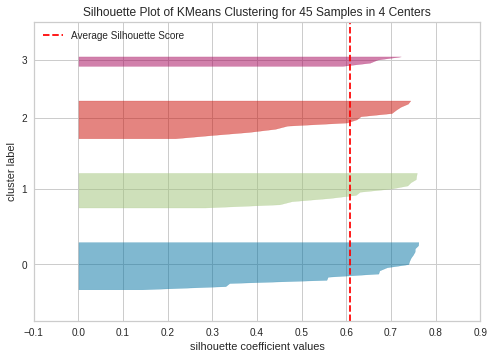 Silhouette Plot of KMeans Clustering for 45 Samples in 4 Centers
Average Silhouette Score
3
2
1
0
cluster label
-0.1 0.0 0.1 0.2 0.3 0.4 0.5 0.6 0.7 0.8 0.9
silhouette coefficient values